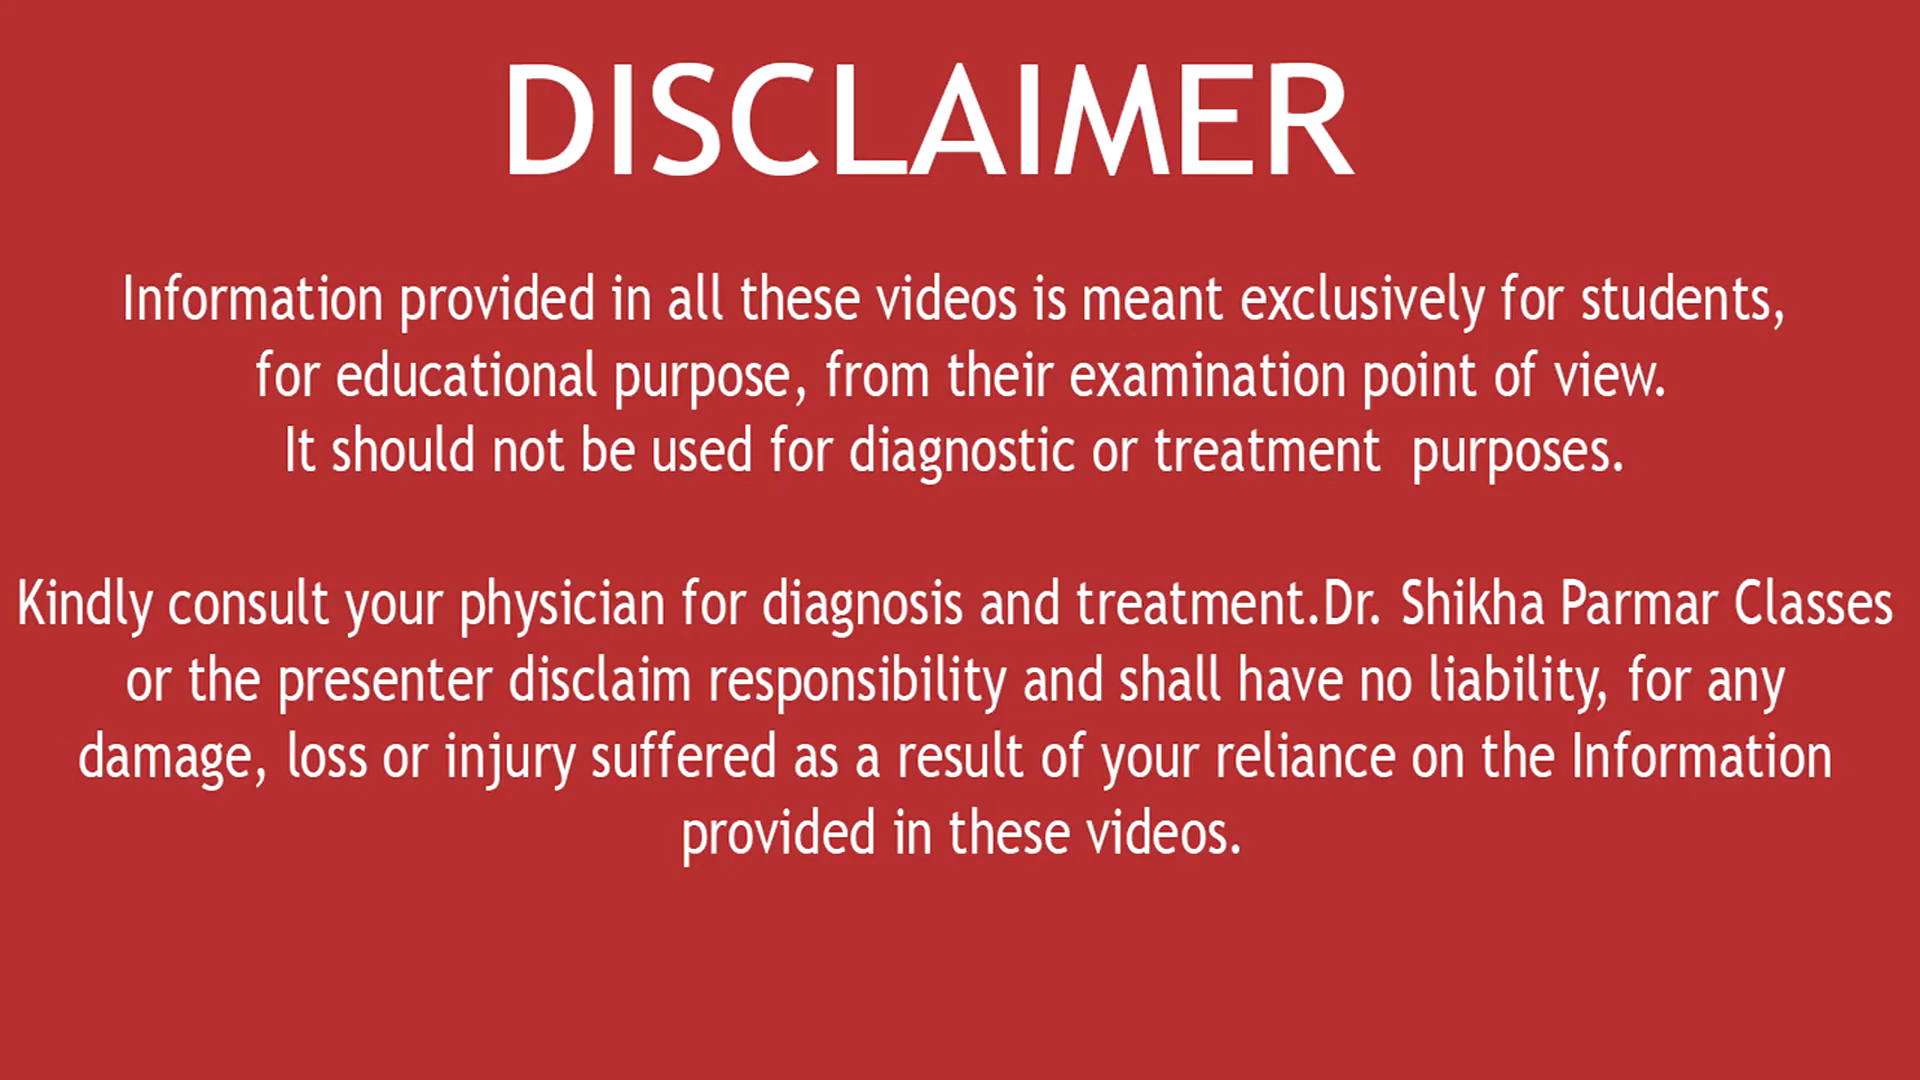 DISCLAIMER
Information provided in all these videos is meant exclusively for students,
for educational purpose, from their examination point of view.
It should not be used for diagnostic or treatment  purposes.
Kindly consult your physician for diagnosis and treatment.Dr. Shikha Parmar Classes
or the presenter disclaim responsibility and shall have no liability, for any
damage, loss or injury suffered as a result of your reliance on the Information
provided in these videos.